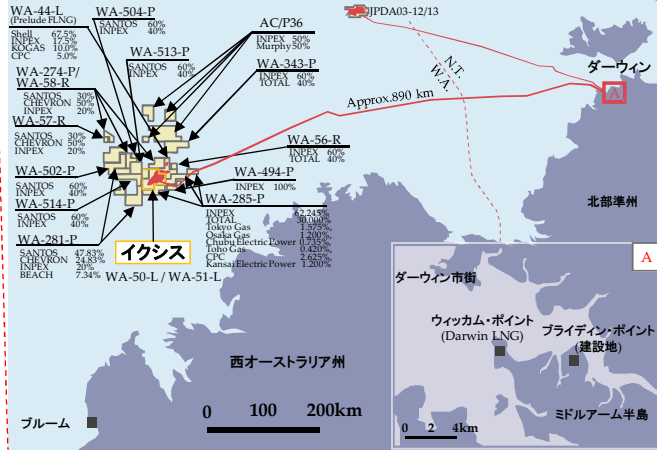 WA-44-L
(Prelude FLNG)
Shell 67.5%
INPEX 17.5%
KOGAS 10.0%
CPC 5.0%
WA-504-P
SANTOS 60%
INPEX 40%
WA-513-P
SANTOS 60%
INPEX 40%
AC/P36
INPEX 50%
Murphy 50%
WA-343-P
INPEX 60%
TOTAL 40%
JPDA03-12/13
N.T.
W.A.
ダーウィン
A
Approx.890 km
WA-274-P/
WA-58-R
SANTOS 30%
CHEVRON 50%
INPEX 20%
WA-57-R
SANTOS 30%
CHEVRON 50%
INPEX 20%
WA-502-P
SANTOS 60%
INPEX 40%
WA-514-P
SANTOS 60%
INPEX 40%
WA-281-P
SANTOS 47.83%
CHEVRON 24.83%
INPEX 20%
BEACH 7.34%
WA-56-R
INPEX 60%
TOTAL 40%
WA-494-P
INPEX 100%
WA-285-P
INPEX 62.245%
TOTAL 30.000%
Tokyo Gas 1.575%,
Osaka Gas 1.200%,
Chubu Electric Power 0.735%,
Toho Gas 0.420%,
CPC 2.625%
Kansai Electric Power 1.200%
イクシス
WA-50-L / WA-51-L
北部準州
西オーストラリア州
ブルーム
0 100 200km
A
ダーウィン市街
ウィッカム・ポイント
(Darwin LNG)
ブライディン・ポイント
(建設地)
ミドルアーム半島
0 2 4km